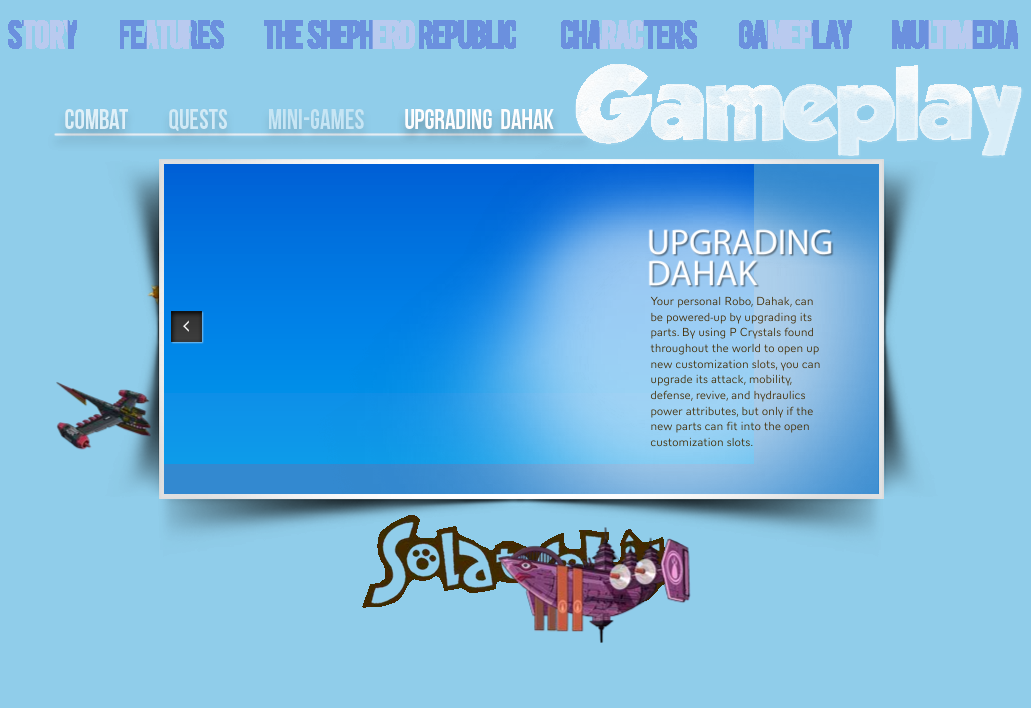 STORY FEATURES THE SHEPHERD REPUBLIC CHARACTERS GAMEPLAY MULTIMEDIA
Gameplay
COMBAT QUESTS MINI-GAMES UPGRADING DAHAK
UPGRADING
DAHAK
Your personal Robo, Dahak, can
be powered-up by upgrading its
parts. By using P Crystals found
throughout the world to open up
new customization slots, you can
upgrade its attack, mobility,
defense, revive, and hydraulics
power attributes, but only if the
new parts can fit into the open
customization slots.